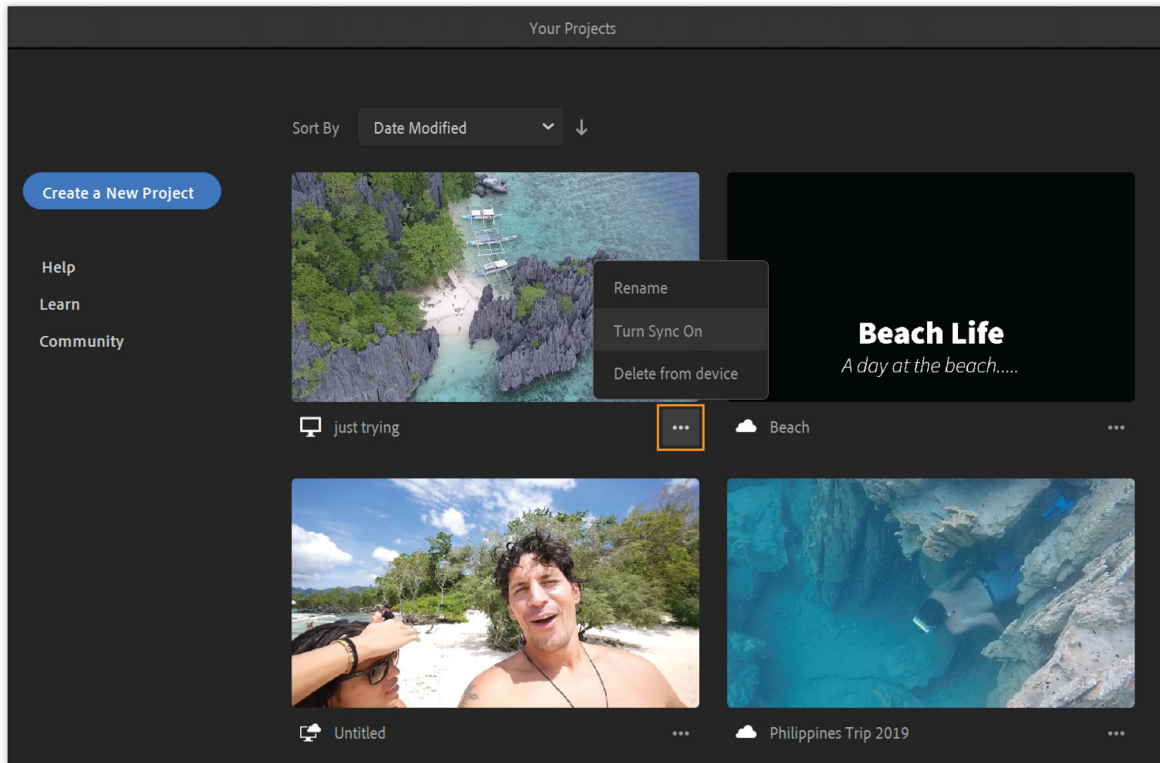 Your Projects
Sort By Date Modified
Create a New Project
Help
Learn
Community
Rename
Turn Sync On
Delete from device
Beach Life
A day at the beach.....
just trying
Beach
Untitled
Philippines Trip 2019